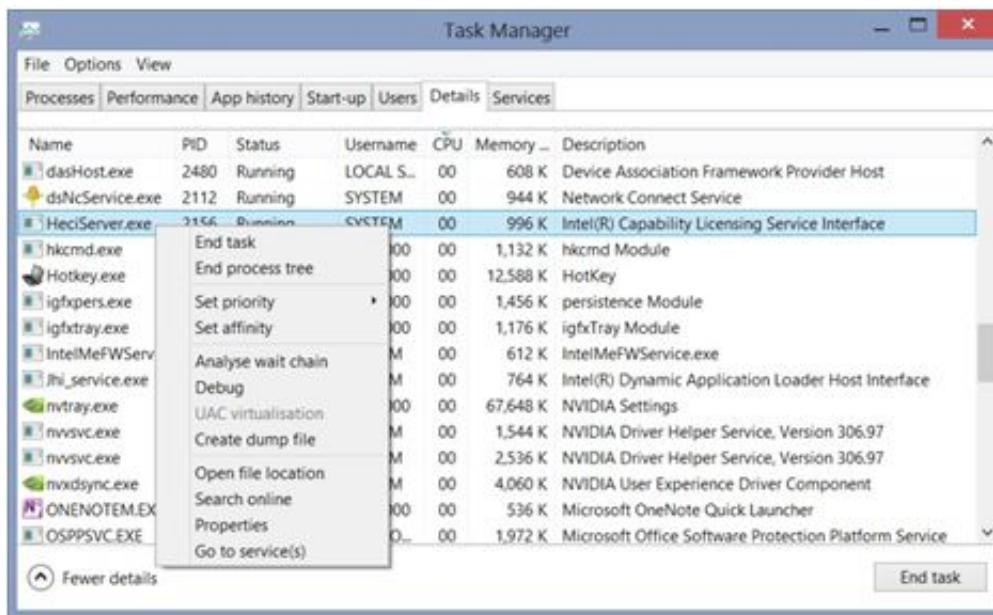 Task Manager
File Options View
Processes Performance App history Start-up Users Details Services
Name PID Status Username CPU Memory ... Description
dasHost.exe 2480 Running LOCAL S... 00 608 K Device Association Framework Provider Host
dsNcService.exe 2112 Running SYSTEM 00 944 K Network Connect Service
HeciServer.exe 2156 Running SYSTEM 00 996 K Intel(R) Capability Licensing Service Interface
hkcmd.exe 00 00 1,132 K hkcmd Module
Hotkey.exe 00 00 12,588 K HotKey
igfxpers.exe 00 00 1,456 K persistence Module
igfxtray.exe 00 00 1,176 K igfxTray Module
IntelMeFWServ M 00 612 K IntelMeFWService.exe
Jhi_service.exe M 00 764 K Intel(R) Dynamic Application Loader Host Interface
nvtray.exe 00 00 67,648 K NVIDIA Settings
nvvsvc.exe M 00 1,544 K NVIDIA Driver Helper Service, Version 306.97
nvvsvc.exe M 00 2,536 K NVIDIA Driver Helper Service, Version 306.97
nvxdsync.exe M 00 4,060 K NVIDIA User Experience Driver Component
ONENOTEM.EX 00 00 536 K Microsoft OneNote Quick Launcher
OSPPSVC.EXE O... 00 1,972 K Microsoft Office Software Protection Platform Service
End task
End process tree
Set priority
Set affinity
Analyse wait chain
Debug
UAC virtualisation
Create dump file
Open file location
Search online
Properties
Go to service(s)
Fewer details
End task